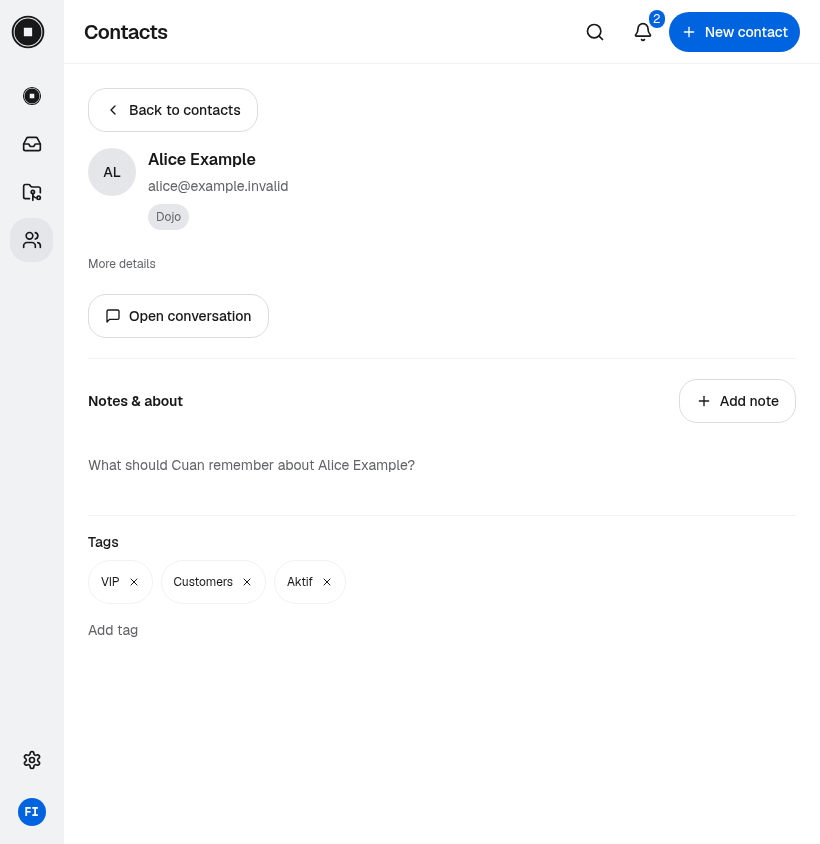 Contacts
2
New contact
Back to contacts
AL
Alice Example
alice@example.invalid
Dojo
More details
Open conversation
Notes & about
Add note
What should Cuan remember about Alice Example?
Tags
VIP
Customers
Aktif
Add tag
FI